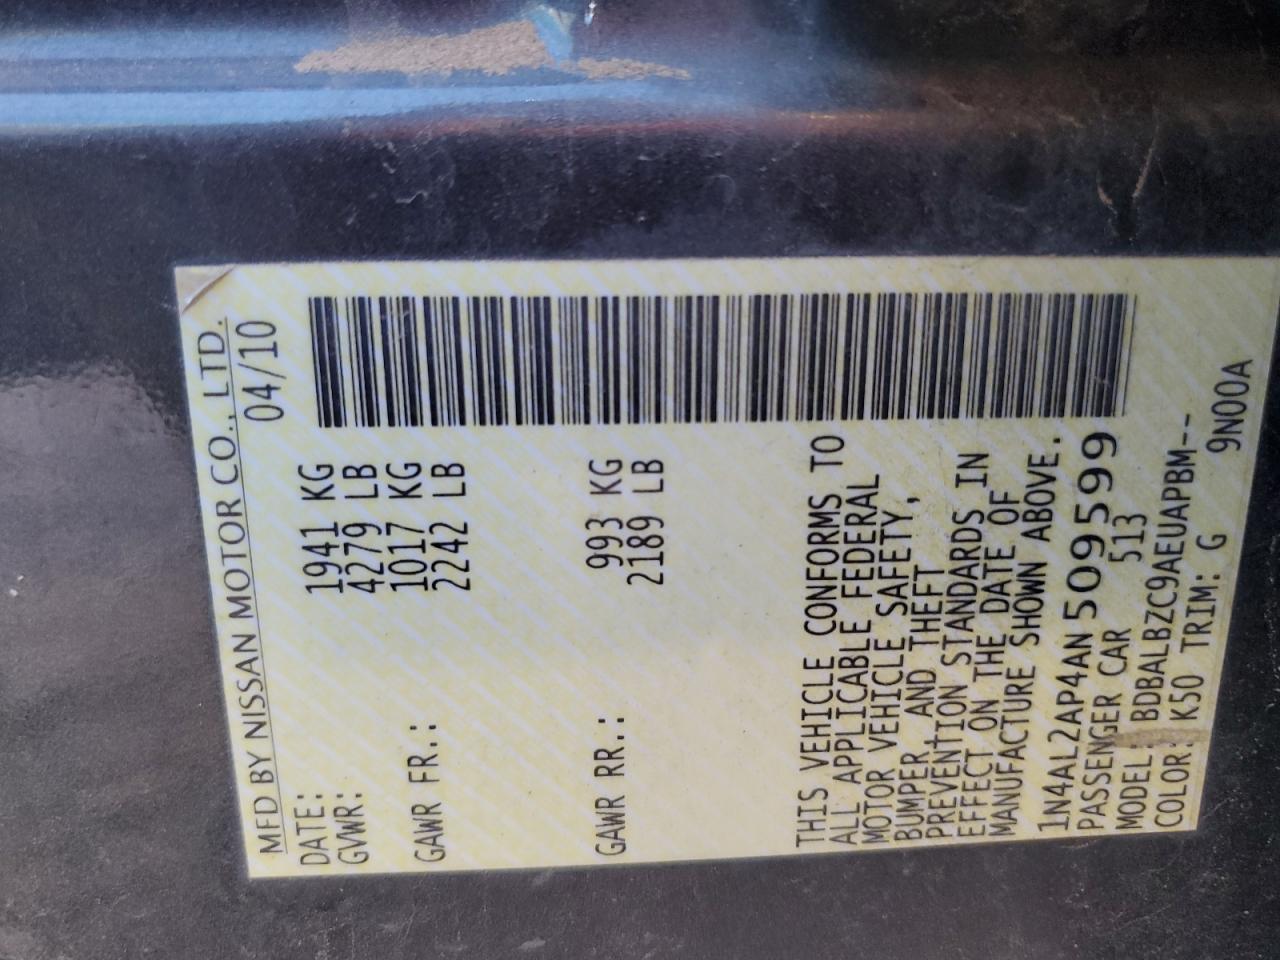 MFD BY NISSAN MOTOR CO., LTD.
DATE: 04/10
GVWR: 1941 KG
4279 LB
GAWR FR.: 1017 KG
2242 LB
GAWR RR.: 993 KG
2189 LB
THIS VEHICLE CONFORMS TO
ALL APPLICABLE FEDERAL
MOTOR VEHICLE SAFETY,
BUMPER, AND THEFT
PREVENTION STANDARDS IN
EFFECT ON THE DATE OF
MANUFACTURE SHOWN ABOVE.
1N4AL2AP4AN509599
PASSENGER CAR 513
MODEL: BDBALBZC9AEUAPBM--
COLOR: K50 TRIM: G 9N00A